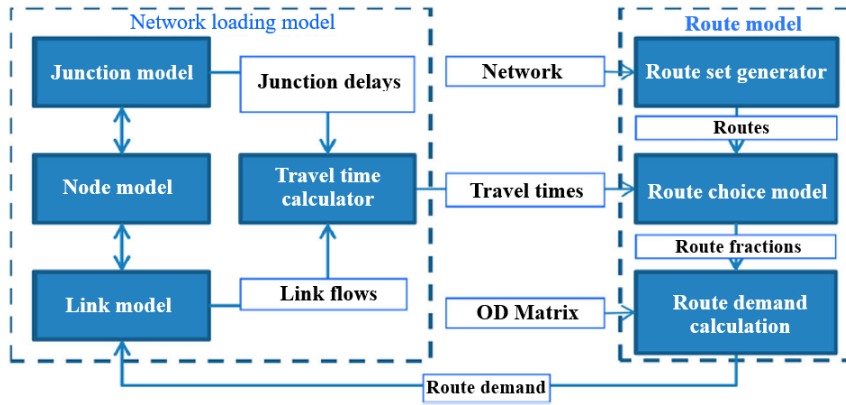 Network loading model
Route model
Junction model
Junction delays
Network
Route set generator
Routes
Node model
Travel time
calculator
Travel times
Route choice model
Route fractions
Link model
Link flows
OD Matrix
Route demand
calculation
Route demand